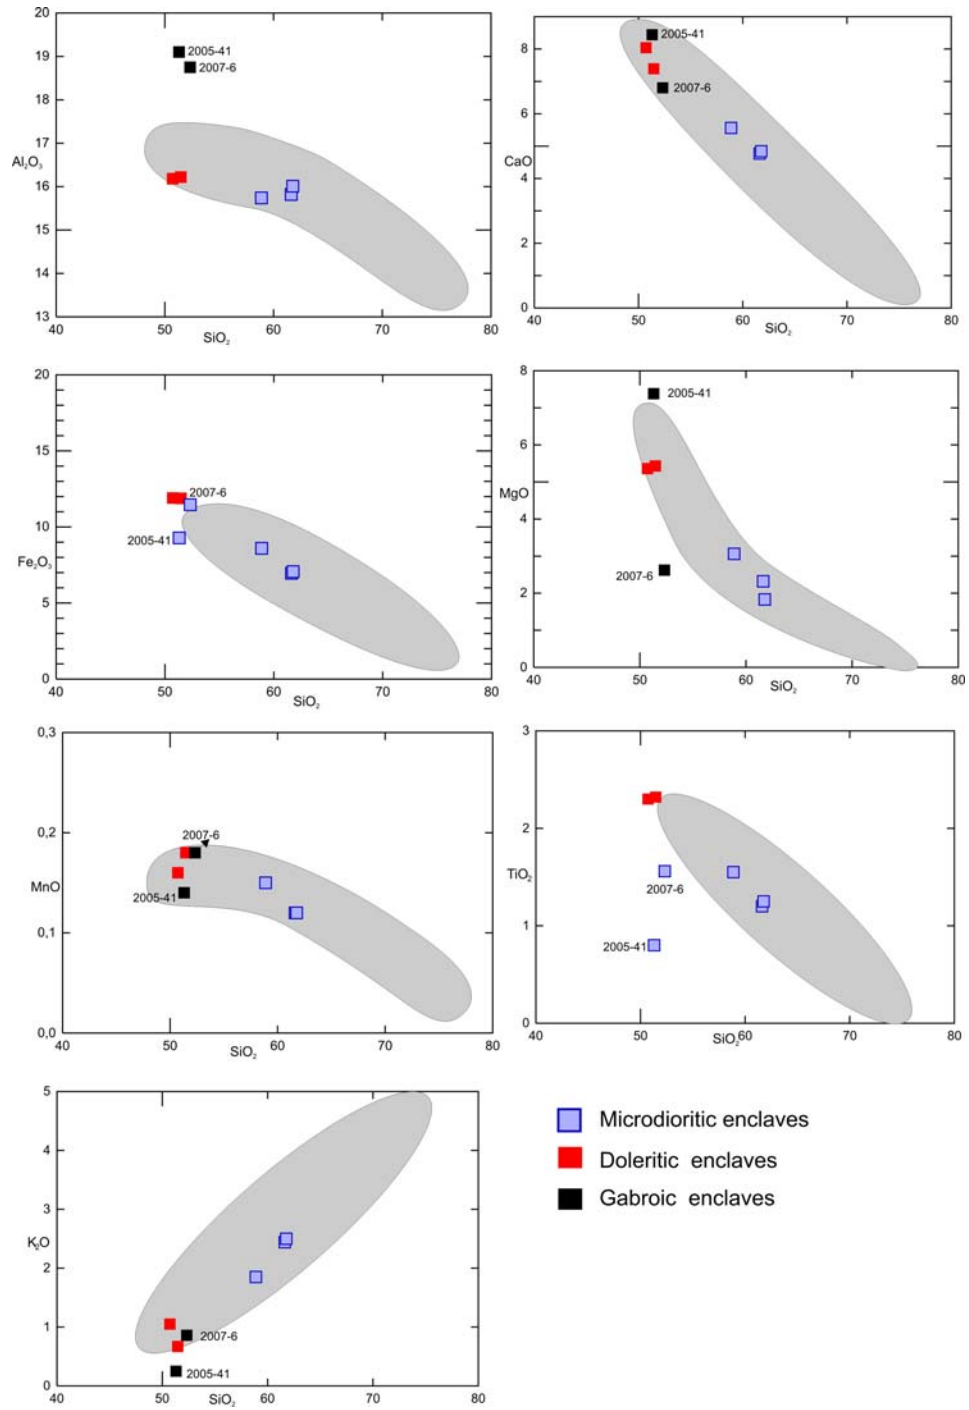 20
19
18
17
Al₂O₃
16
15
14
13
2005-41
2007-6
40 50 60 70 80
SiO₂
8
6
CaO
4
2
0
2005-41
2007-6
40 50 60 70 80
SiO₂
20
15
10
Fe₂O₃
5
0
2007-6
2005-41
40 50 60 70 80
SiO₂
8
6
MgO
4
2
0
2005-41
2007-6
40 50 60 70 80
SiO₂
0,3
0,2
MnO
0,1
0,0
2007-6
2005-41
40 50 60 70 80
SiO₂
3
2
TiO₂
1
0
2007-6
2005-41
40 50 60 70 80
SiO₂
5
4
3
K₂O
2
1
0
2007-6
2005-41
40 50 60 70 80
SiO₂
Microdioritic enclaves
Doleritic enclaves
Gabroic enclaves